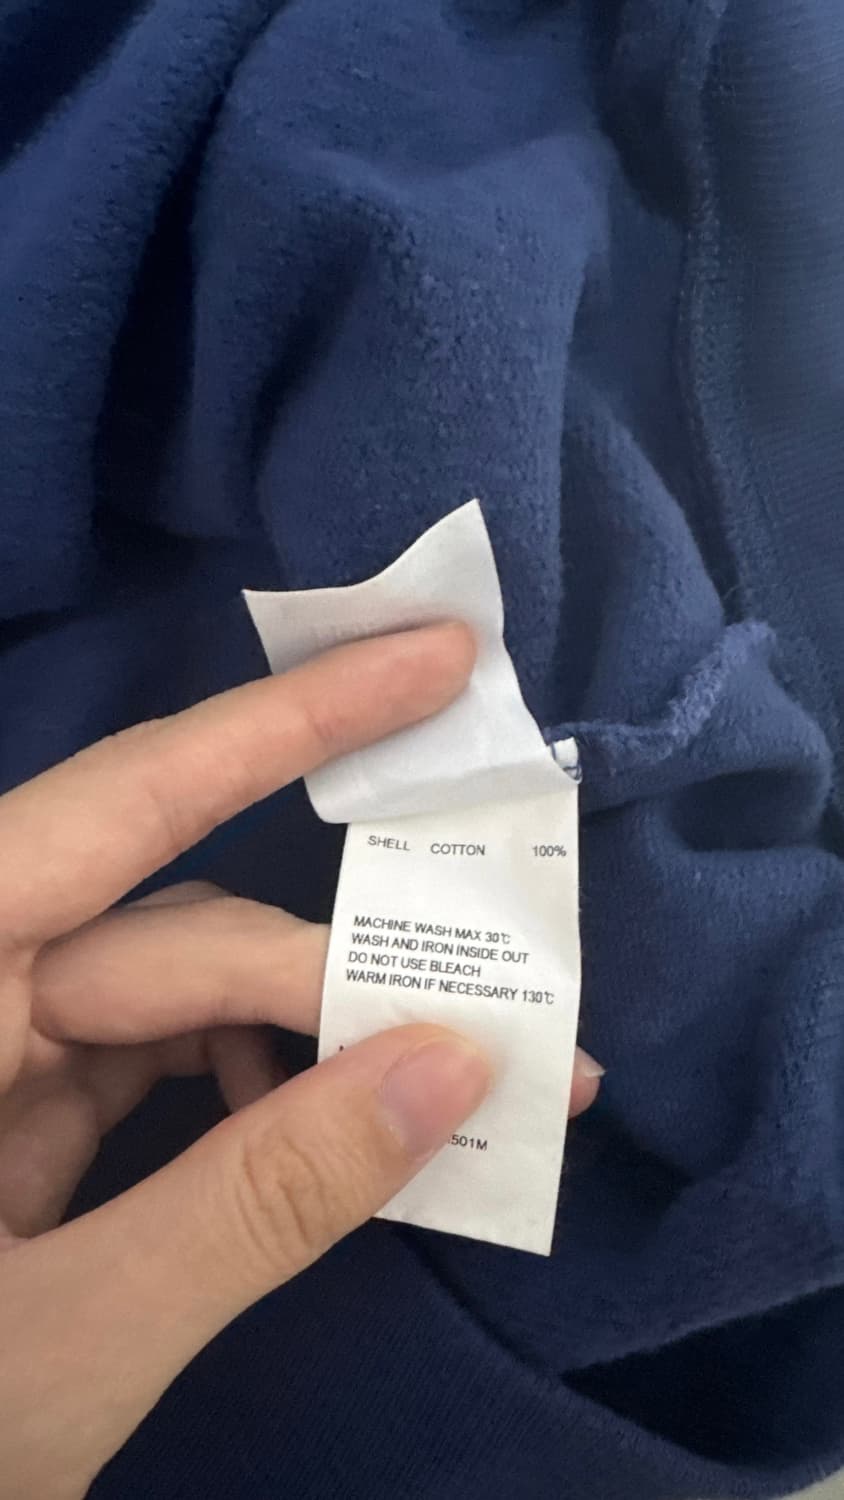 SHELL COTTON 100%
MACHINE WASH MAX 30℃
WASH AND IRON INSIDE OUT
DO NOT USE BLEACH
WARM IRON IF NECESSARY 130℃
501M